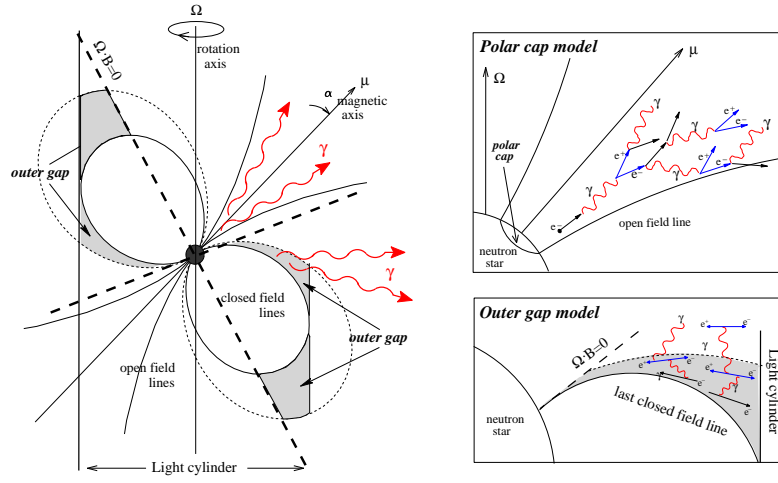 Ω
rotation
axis
Ω·B=0
α
μ
magnetic
axis
γ
outer gap
γ
closed field
lines
outer gap
open field
lines
Light cylinder
Polar cap model
Ω
μ
polar
cap
γ
e+
e−
γ
γ
e+
e−
γ
γ
e+
e−
γ
e−
open field line
neutron
star
Outer gap model
Ω·B=0
γ
e+
e−
γ
e−
e+
e+
e−
γ
e−
e−
last closed field line
neutron
star
Light cylinder